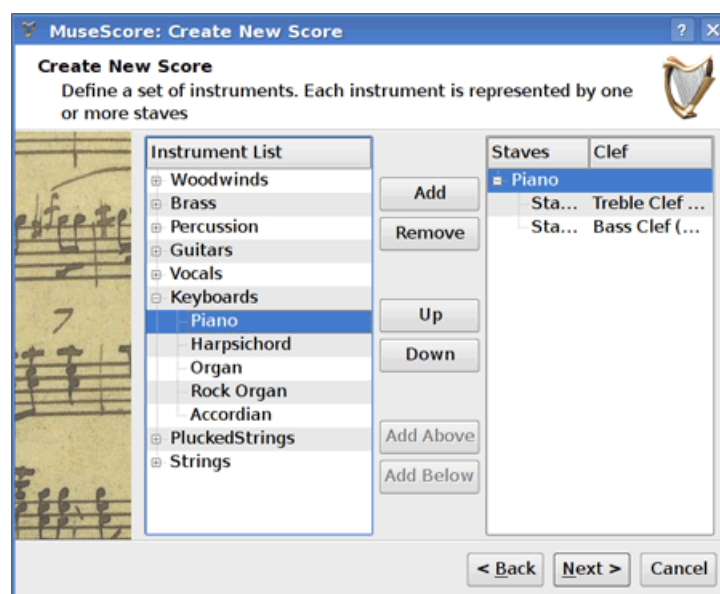 MuseScore: Create New Score
?
Create New Score
Define a set of instruments. Each instrument is represented by one
or more staves
Instrument List
Woodwinds
Brass
Percussion
Guitars
Vocals
Keyboards
Piano
Harpsichord
Organ
Rock Organ
Accordian
PluckedStrings
Strings
Add
Remove
Up
Down
Add Above
Add Below
Staves Clef
Piano
Sta... Treble Clef ...
Sta... Bass Clef (...
7
< Back Next > Cancel